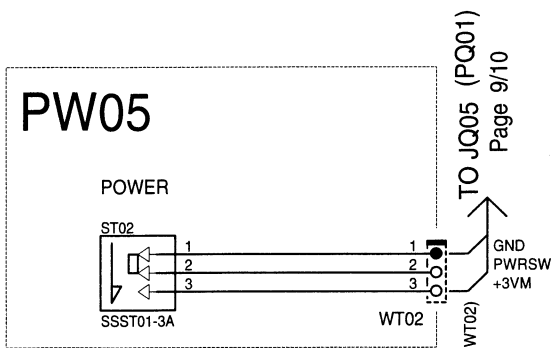 PW05
TO JQ05 (PQ01)
Page 9/10
POWER
ST02
1
2
3
SSST01-3A
1
2
3
WT02
GND
PWRSW
+3VM
WT02)